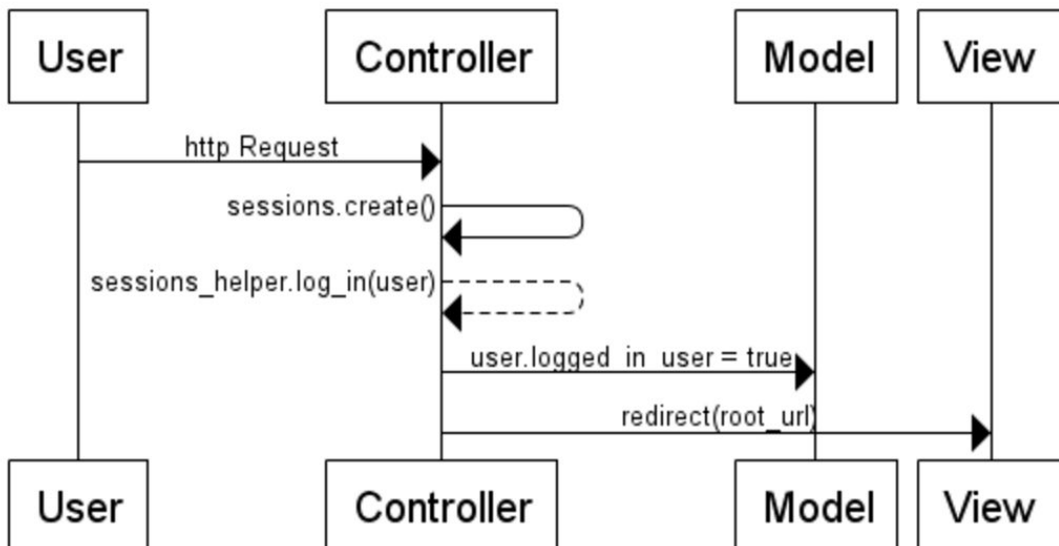 User Controller Model View
http Request
sessions.create()
sessions_helper.log_in(user)
user.logged_in_user = true
redirect(root_url)
User Controller Model View